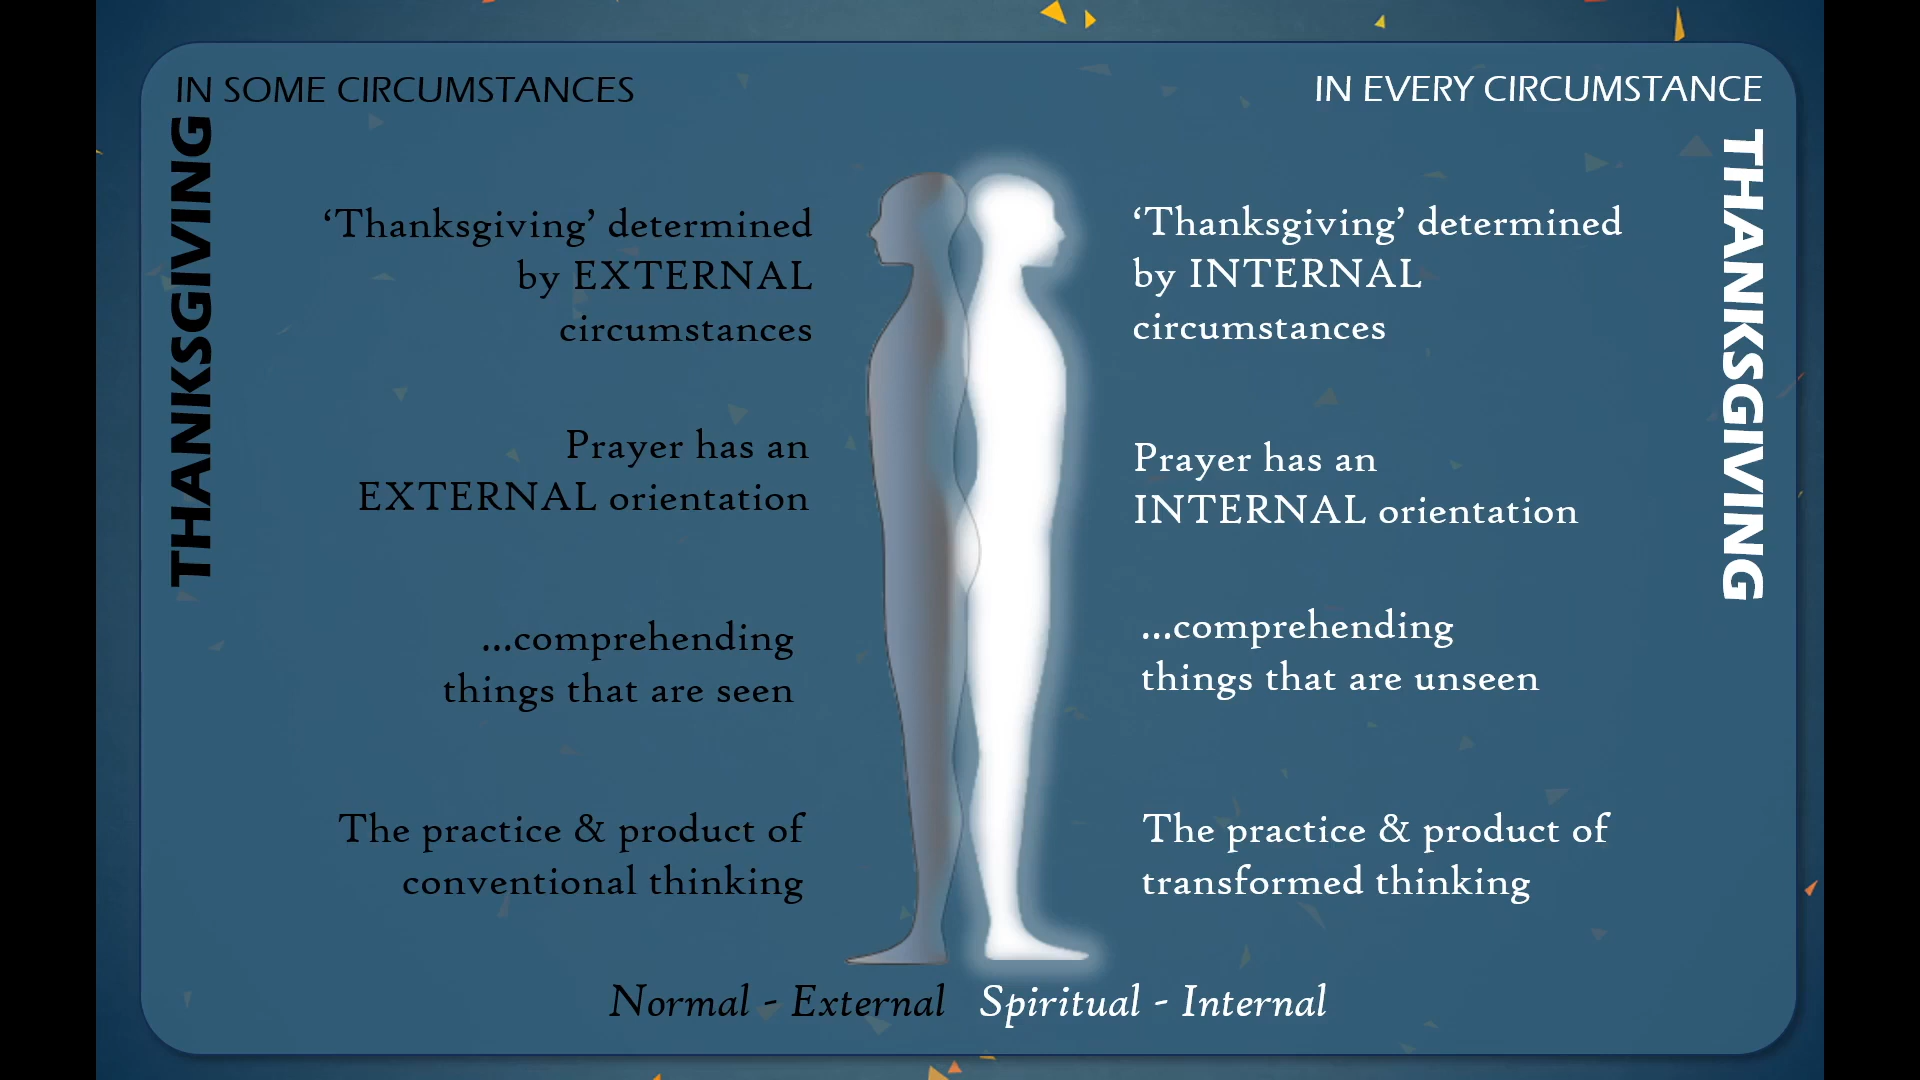 IN SOME CIRCUMSTANCES
THANKSGIVING
‘Thanksgiving’ determined
by EXTERNAL
circumstances
Prayer has an
EXTERNAL orientation
...comprehending
things that are seen
The practice & product of
conventional thinking
Normal - External
IN EVERY CIRCUMSTANCE
THANKSGIVING
‘Thanksgiving’ determined
by INTERNAL
circumstances
Prayer has an
INTERNAL orientation
...comprehending
things that are unseen
The practice & product of
transformed thinking
Spiritual - Internal